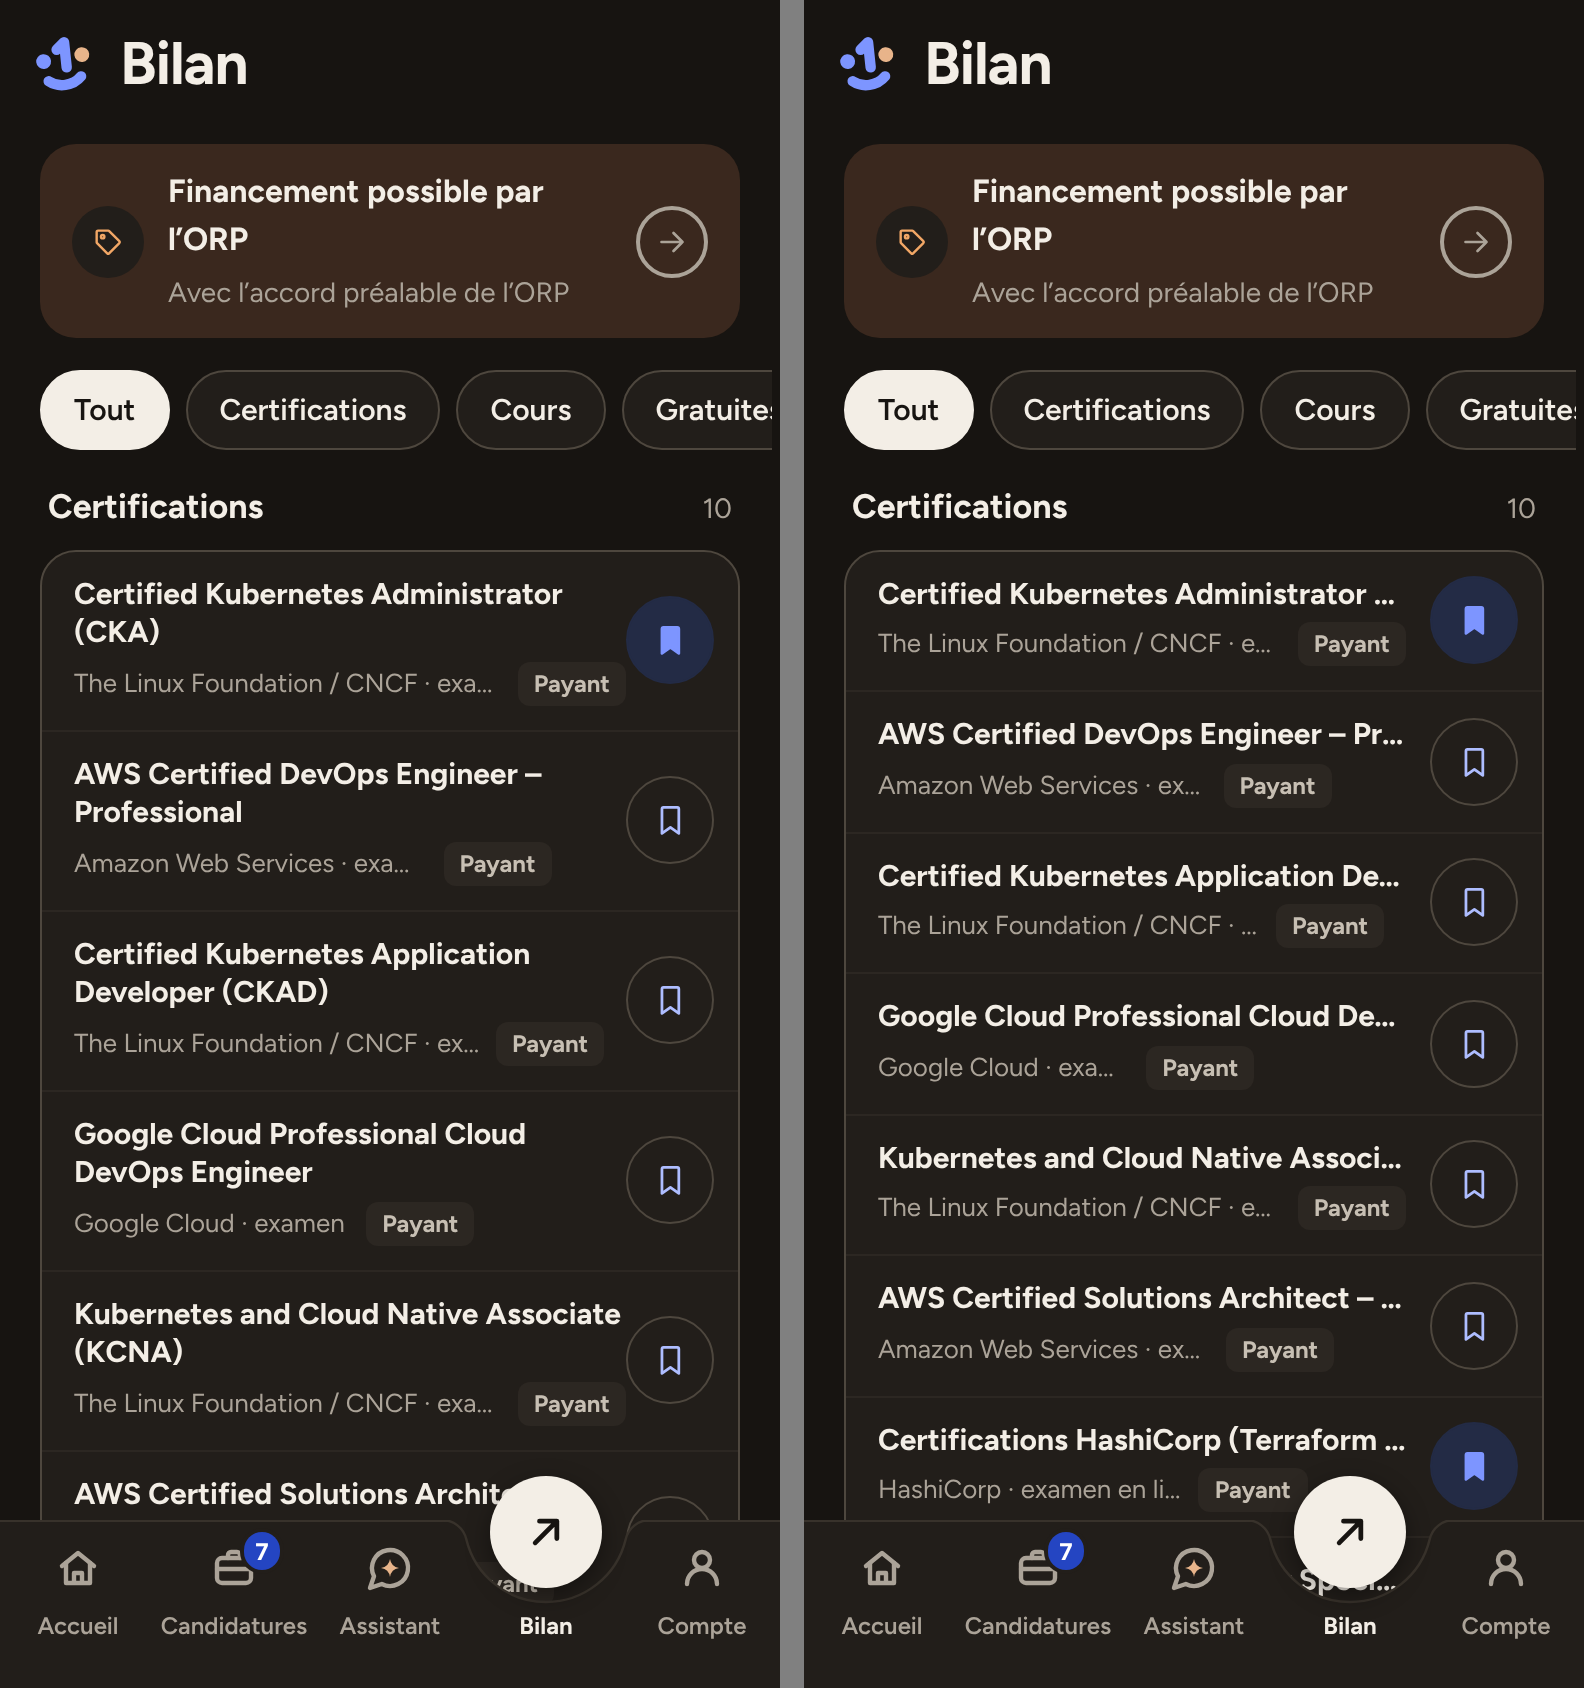 Bilan
Financement possible par
l'ORP
Avec l'accord préalable de l'ORP
Tout
Certifications
Cours
Gratuites
Certifications
10
Certified Kubernetes Administrator
(CKA)
The Linux Foundation / CNCF · exa...
Payant
AWS Certified DevOps Engineer –
Professional
Amazon Web Services · exa...
Payant
Certified Kubernetes Application
Developer (CKAD)
The Linux Foundation / CNCF · ex...
Payant
Google Cloud Professional Cloud
DevOps Engineer
Google Cloud · examen
Payant
Kubernetes and Cloud Native Associate
(KCNA)
The Linux Foundation / CNCF · exa...
Payant
AWS Certified Solutions
7
Accueil
Candidatures
Assistant
Bilan
Compte
Bilan
Financement possible par
l'ORP
Avec l'accord préalable de l'ORP
Tout
Certifications
Cours
Gratuites
Certifications
10
Certified Kubernetes Administrator ...
The Linux Foundation / CNCF · e...
Payant
AWS Certified DevOps Engineer – Pr...
Amazon Web Services · ex...
Payant
Certified Kubernetes Application De...
The Linux Foundation / CNCF · ...
Payant
Google Cloud Professional Cloud De...
Google Cloud · exa...
Payant
Kubernetes and Cloud Native Associ...
The Linux Foundation / CNCF · e...
Payant
AWS Certified Solutions Architect – ...
Amazon Web Services · ex...
Payant
Certifications HashiCorp (Terraform ...
HashiCorp · examen en li...
Payant
7
Accueil
Candidatures
Assistant
Bilan
Compte